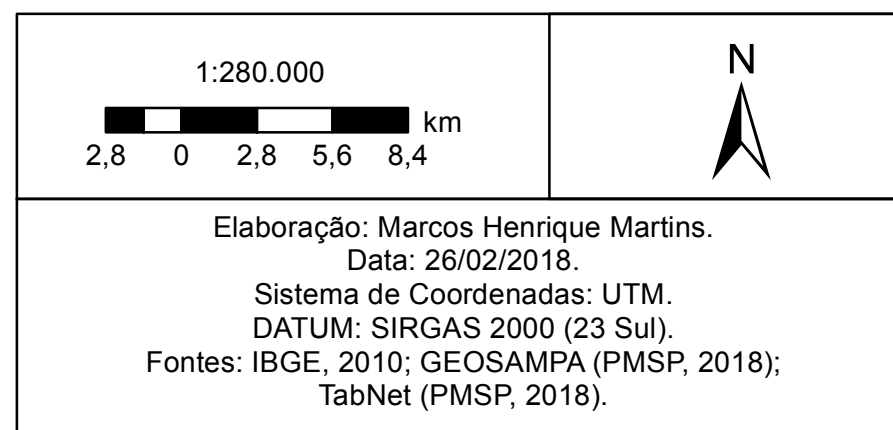 1:280.000
km
2,8 0 2,8 5,6 8,4
N
Elaboração: Marcos Henrique Martins.
Data: 26/02/2018.
Sistema de Coordenadas: UTM.
DATUM: SIRGAS 2000 (23 Sul).
Fontes: IBGE, 2010; GEOSAMPA (PMSP, 2018);
TabNet (PMSP, 2018).